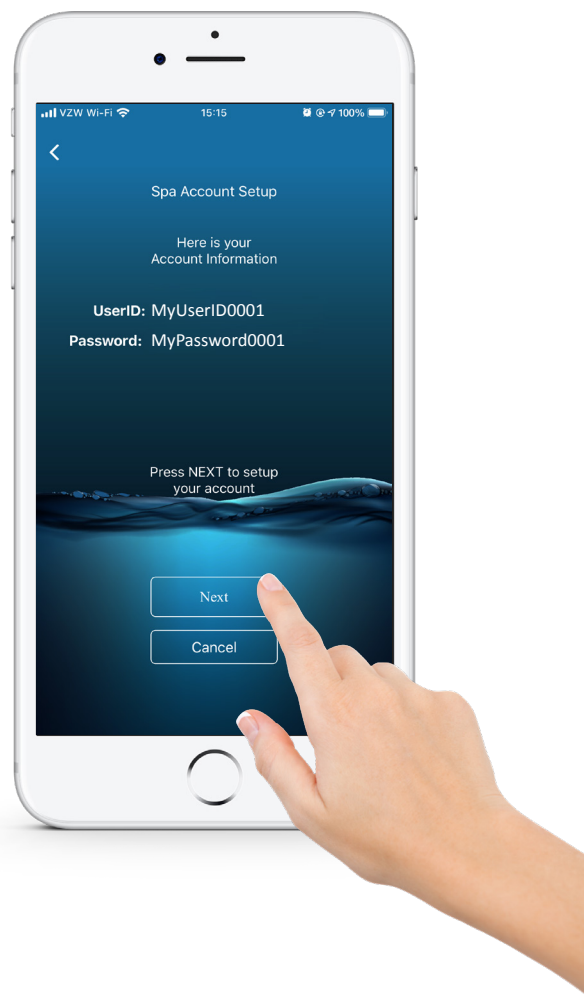 VZW Wi-Fi 15:15 100%
Spa Account Setup
Here is your
Account Information
UserID: MyUserID0001
Password: MyPassword0001
Press NEXT to setup
your account
Next
Cancel